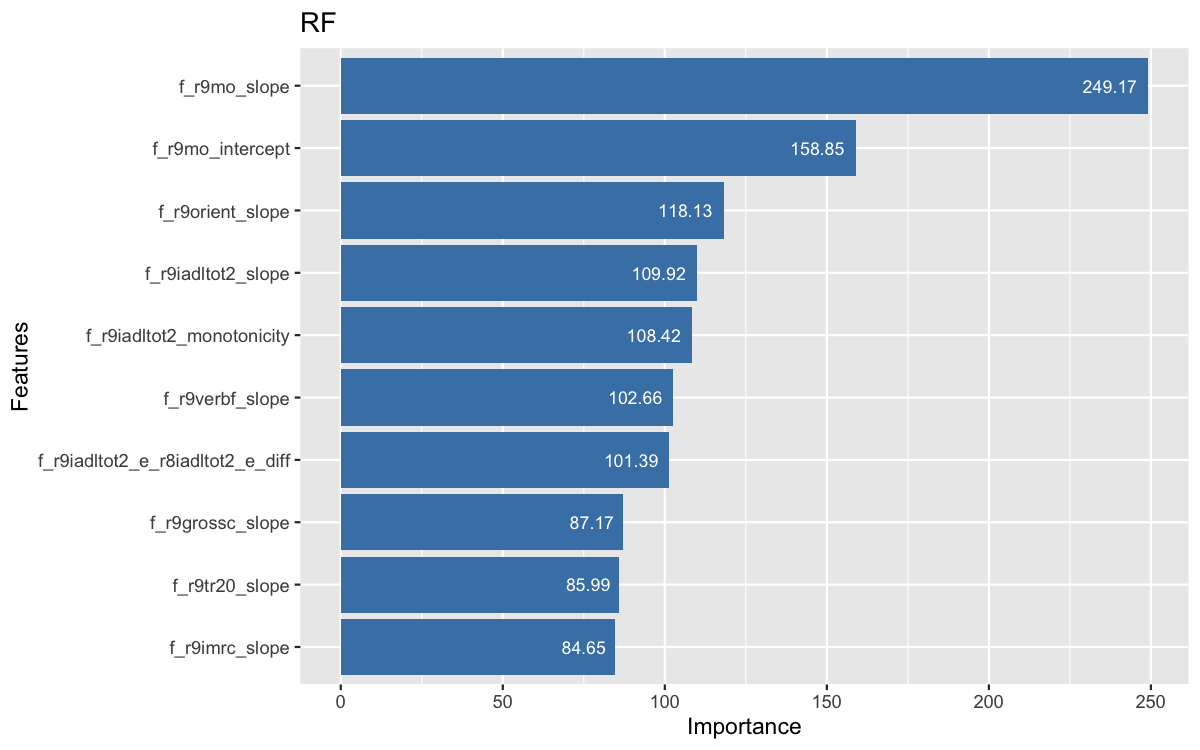 RF
Features
f_r9mo_slope 249.17
f_r9mo_intercept 158.85
f_r9orient_slope 118.13
f_r9iadltot2_slope 109.92
f_r9iadltot2_monotonicity 108.42
f_r9verbf_slope 102.66
f_r9iadltot2_e_r8iadltot2_e_diff 101.39
f_r9grossc_slope 87.17
f_r9tr20_slope 85.99
f_r9imrc_slope 84.65
0 50 100 150 200 250
Importance